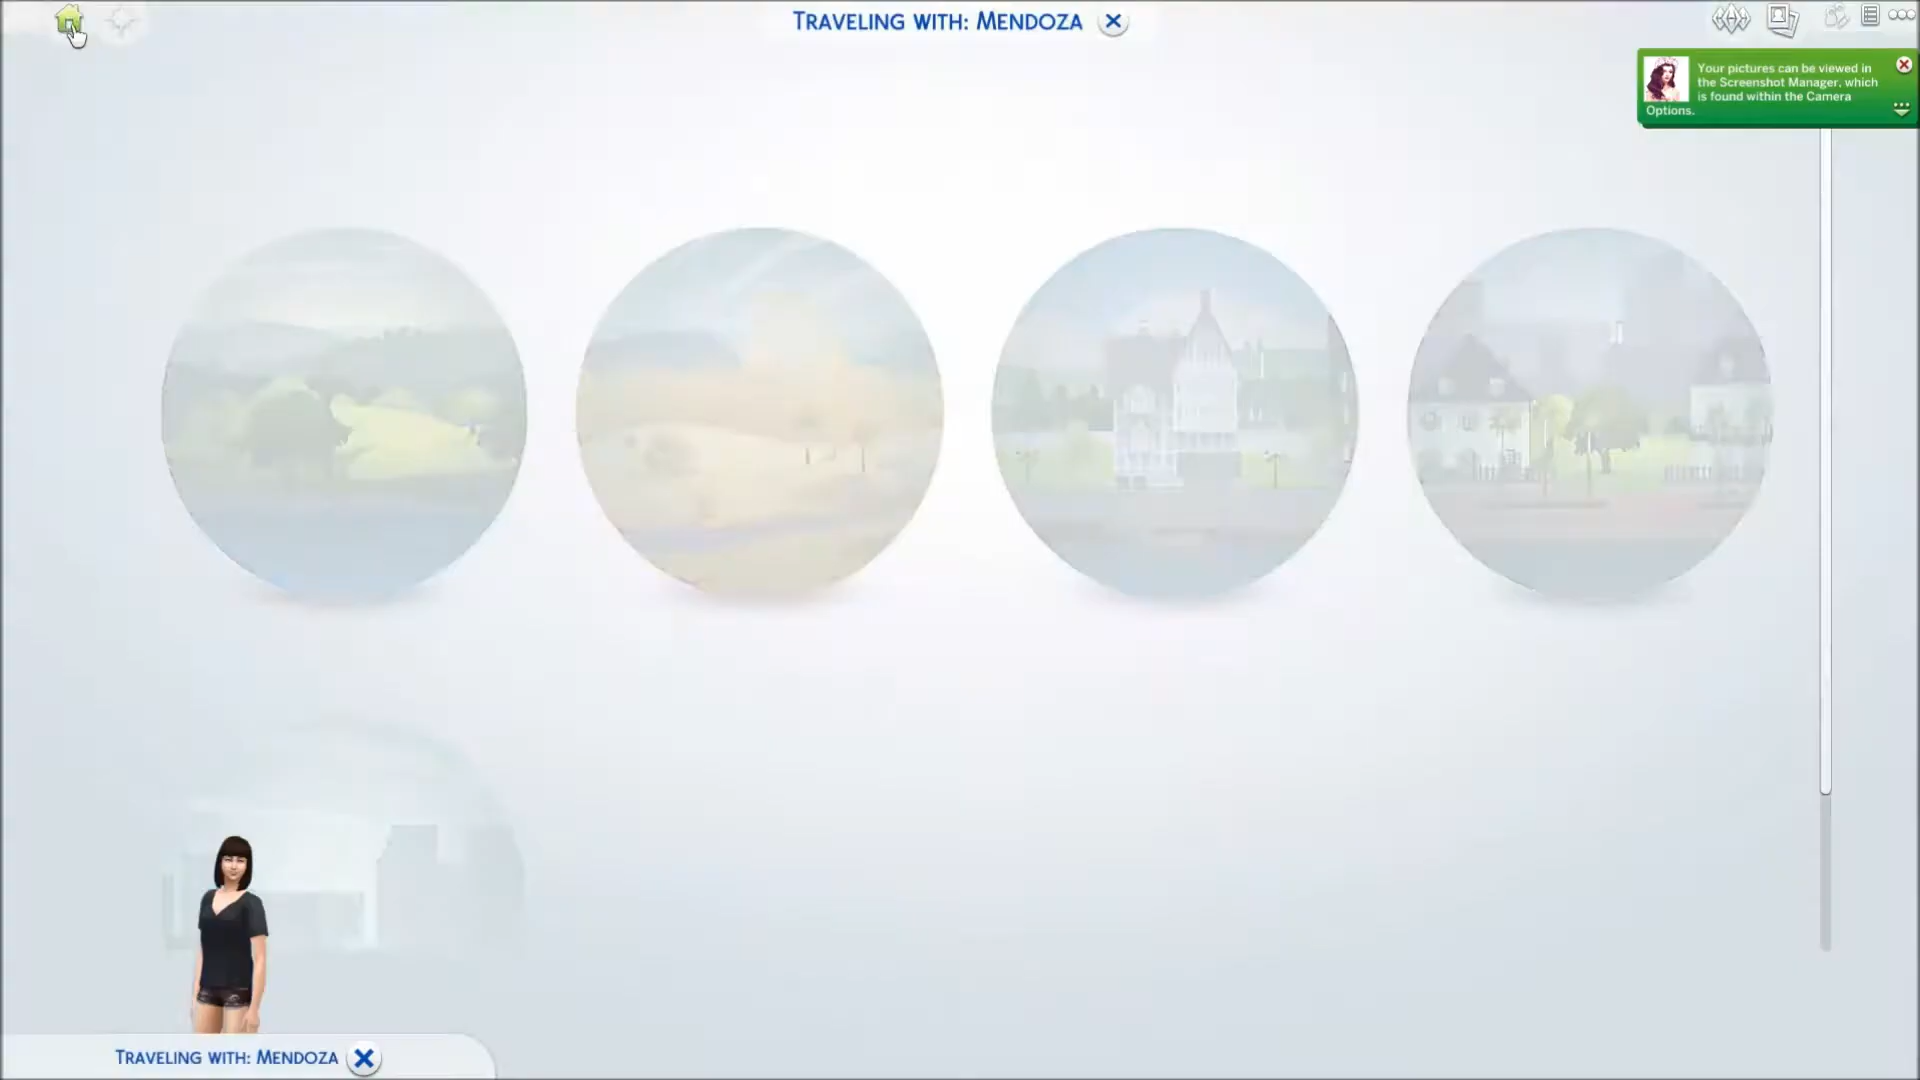 TRAVELING WITH: MENDOZA
Your pictures can be viewed in
the Screenshot Manager, which
is found within the Camera
Options.
TRAVELING WITH: MENDOZA